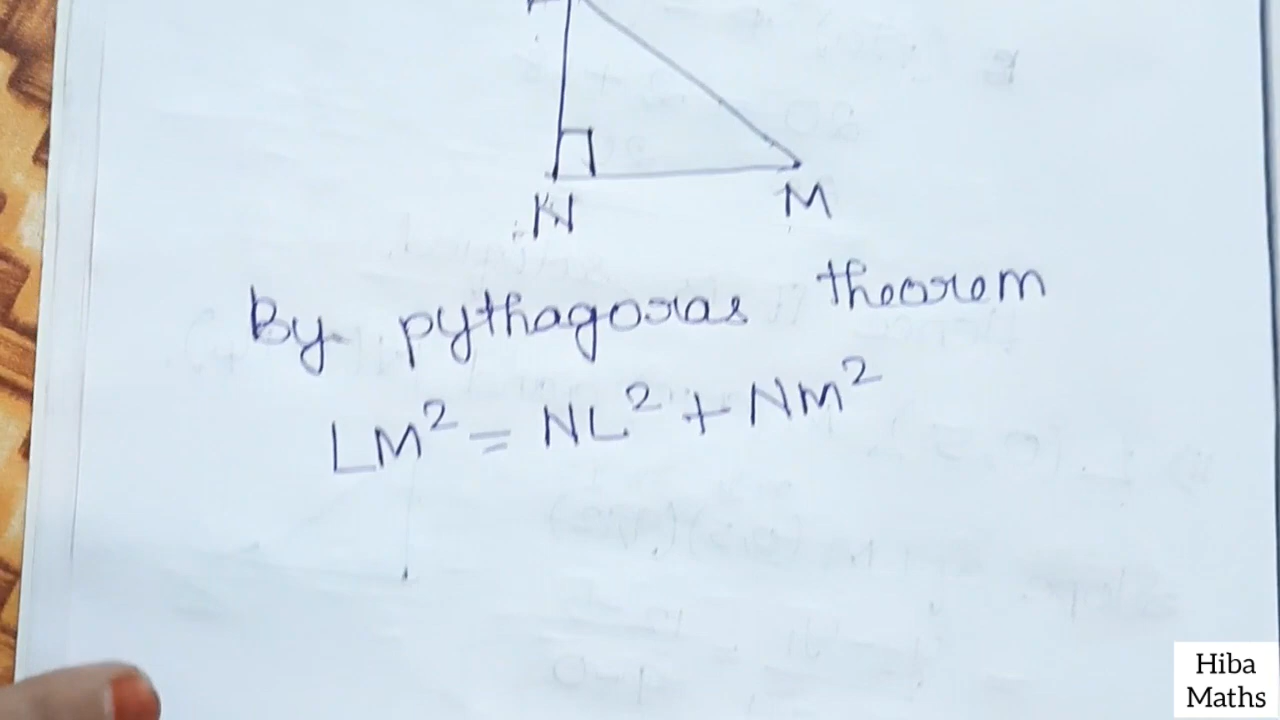 N M
By pythagoras theorem
LM² = NL² + NM²
Hiba
Maths